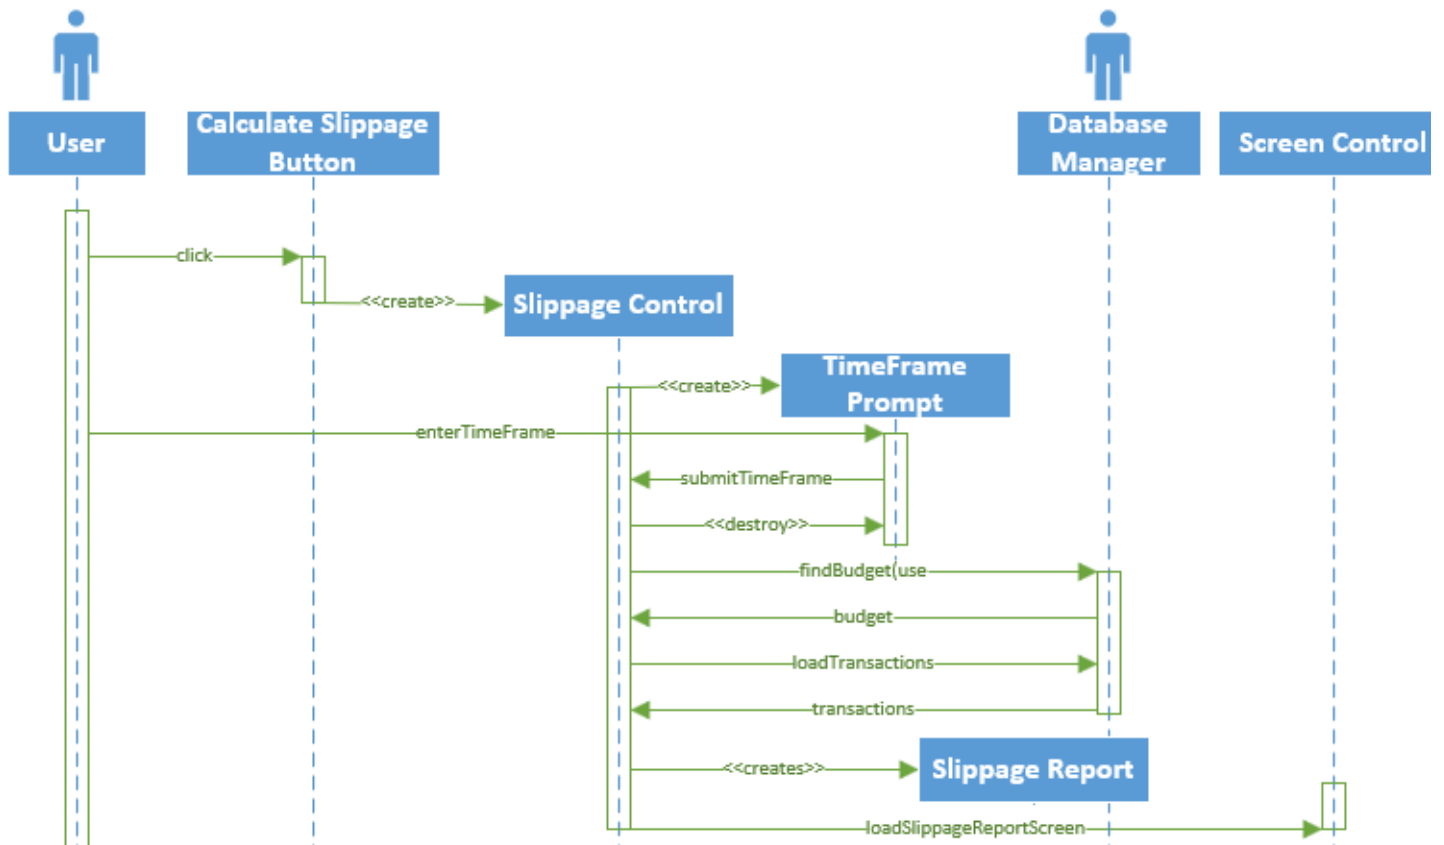 User
Calculate Slippage
Button
Database
Manager
Screen Control
click
<<create>>
Slippage Control
<<create>>
TimeFrame
Prompt
enterTimeFrame
submitTimeFrame
<<destroy>>
findBudget(use
budget
loadTransactions
transactions
<<creates>>
Slippage Report
loadSlippageReportScreen